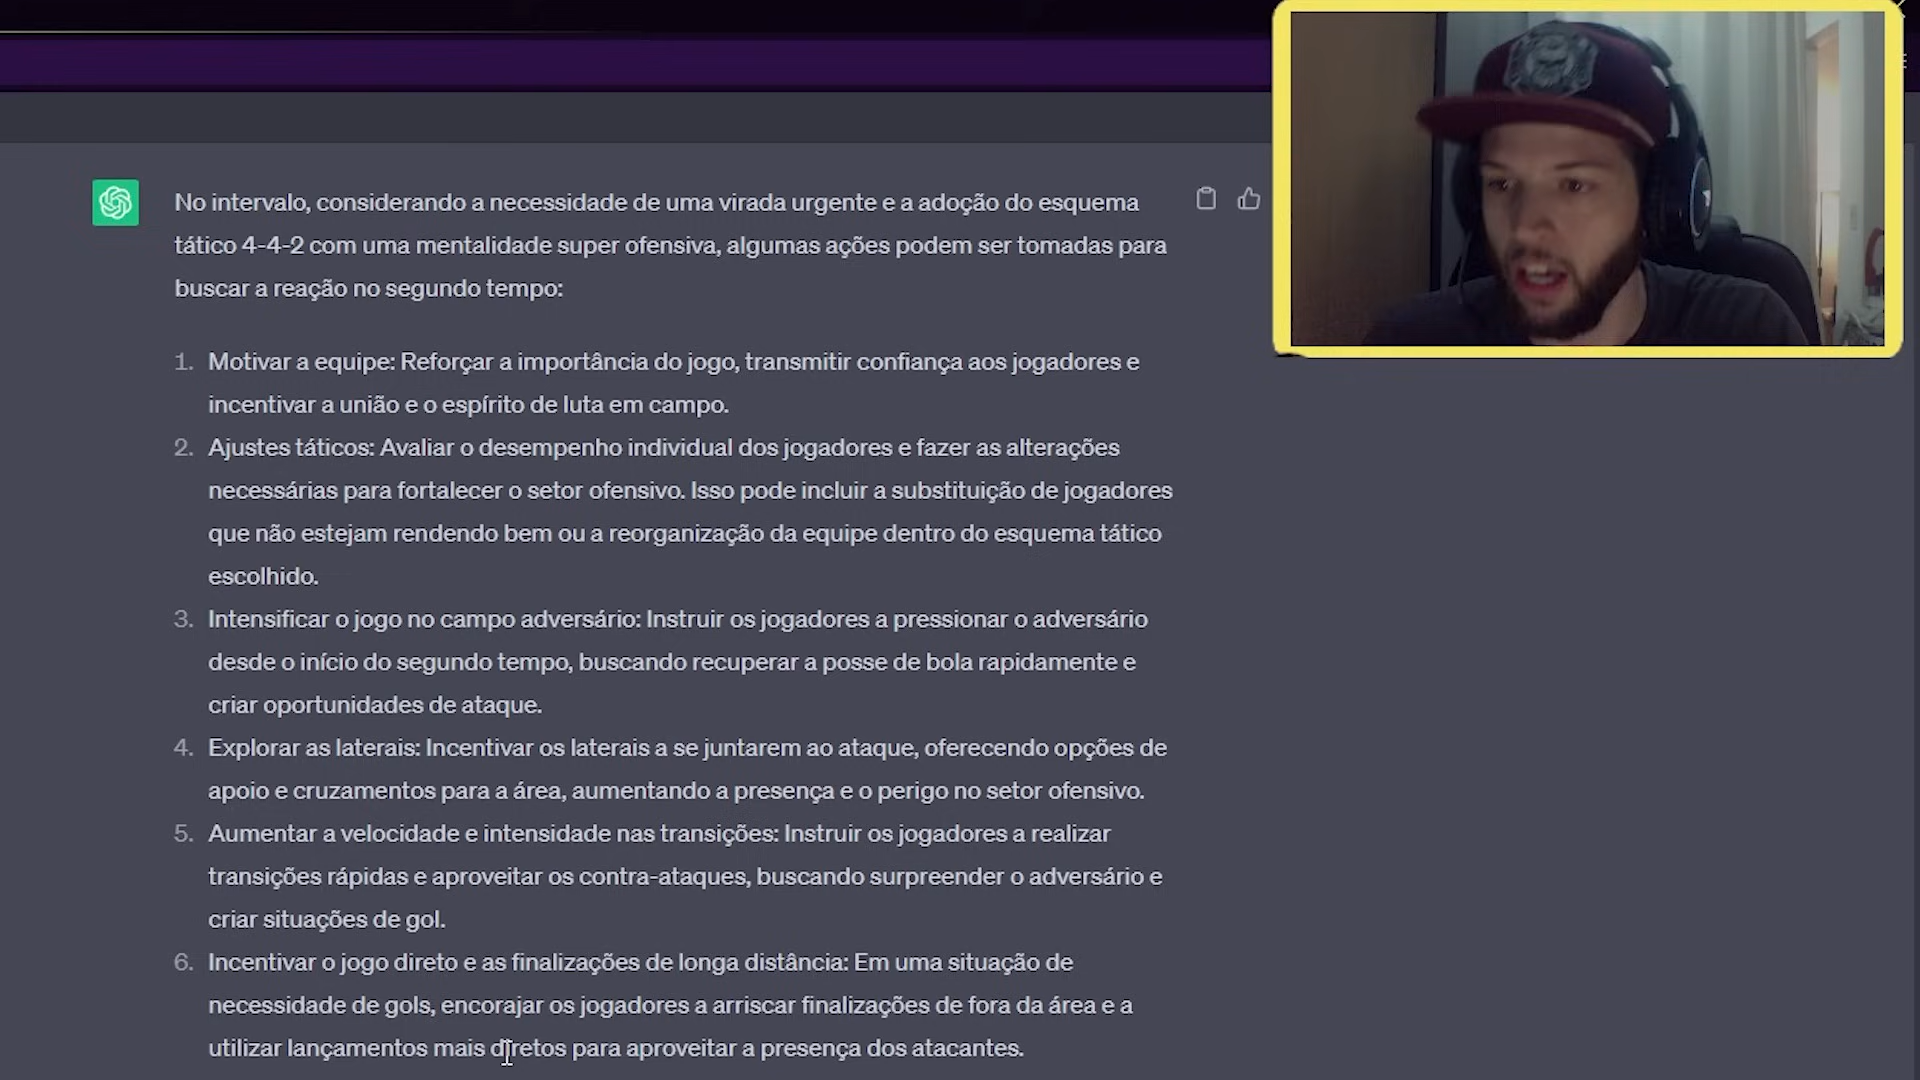 No intervalo, considerando a necessidade de uma virada urgente e a adoção do esquema
tático 4-4-2 com uma mentalidade super ofensiva, algumas ações podem ser tomadas para
buscar a reação no segundo tempo:
1. Motivar a equipe: Reforçar a importância do jogo, transmitir confiança aos jogadores e
incentivar a união e o espírito de luta em campo.
2. Ajustes táticos: Avaliar o desempenho individual dos jogadores e fazer as alterações
necessárias para fortalecer o setor ofensivo. Isso pode incluir a substituição de jogadores
que não estejam rendendo bem ou a reorganização da equipe dentro do esquema tático
escolhido.
3. Intensificar o jogo no campo adversário: Instruir os jogadores a pressionar o adversário
desde o início do segundo tempo, buscando recuperar a posse de bola rapidamente e
criar oportunidades de ataque.
4. Explorar as laterais: Incentivar os laterais a se juntarem ao ataque, oferecendo opções de
apoio e cruzamentos para a área, aumentando a presença e o perigo no setor ofensivo.
5. Aumentar a velocidade e intensidade nas transições: Instruir os jogadores a realizar
transições rápidas e aproveitar os contra-ataques, buscando surpreender o adversário e
criar situações de gol.
6. Incentivar o jogo direto e as finalizações de longa distância: Em uma situação de
necessidade de gols, encorajar os jogadores a arriscar finalizações de fora da área e a
utilizar lançamentos mais diretos para aproveitar a presença dos atacantes.